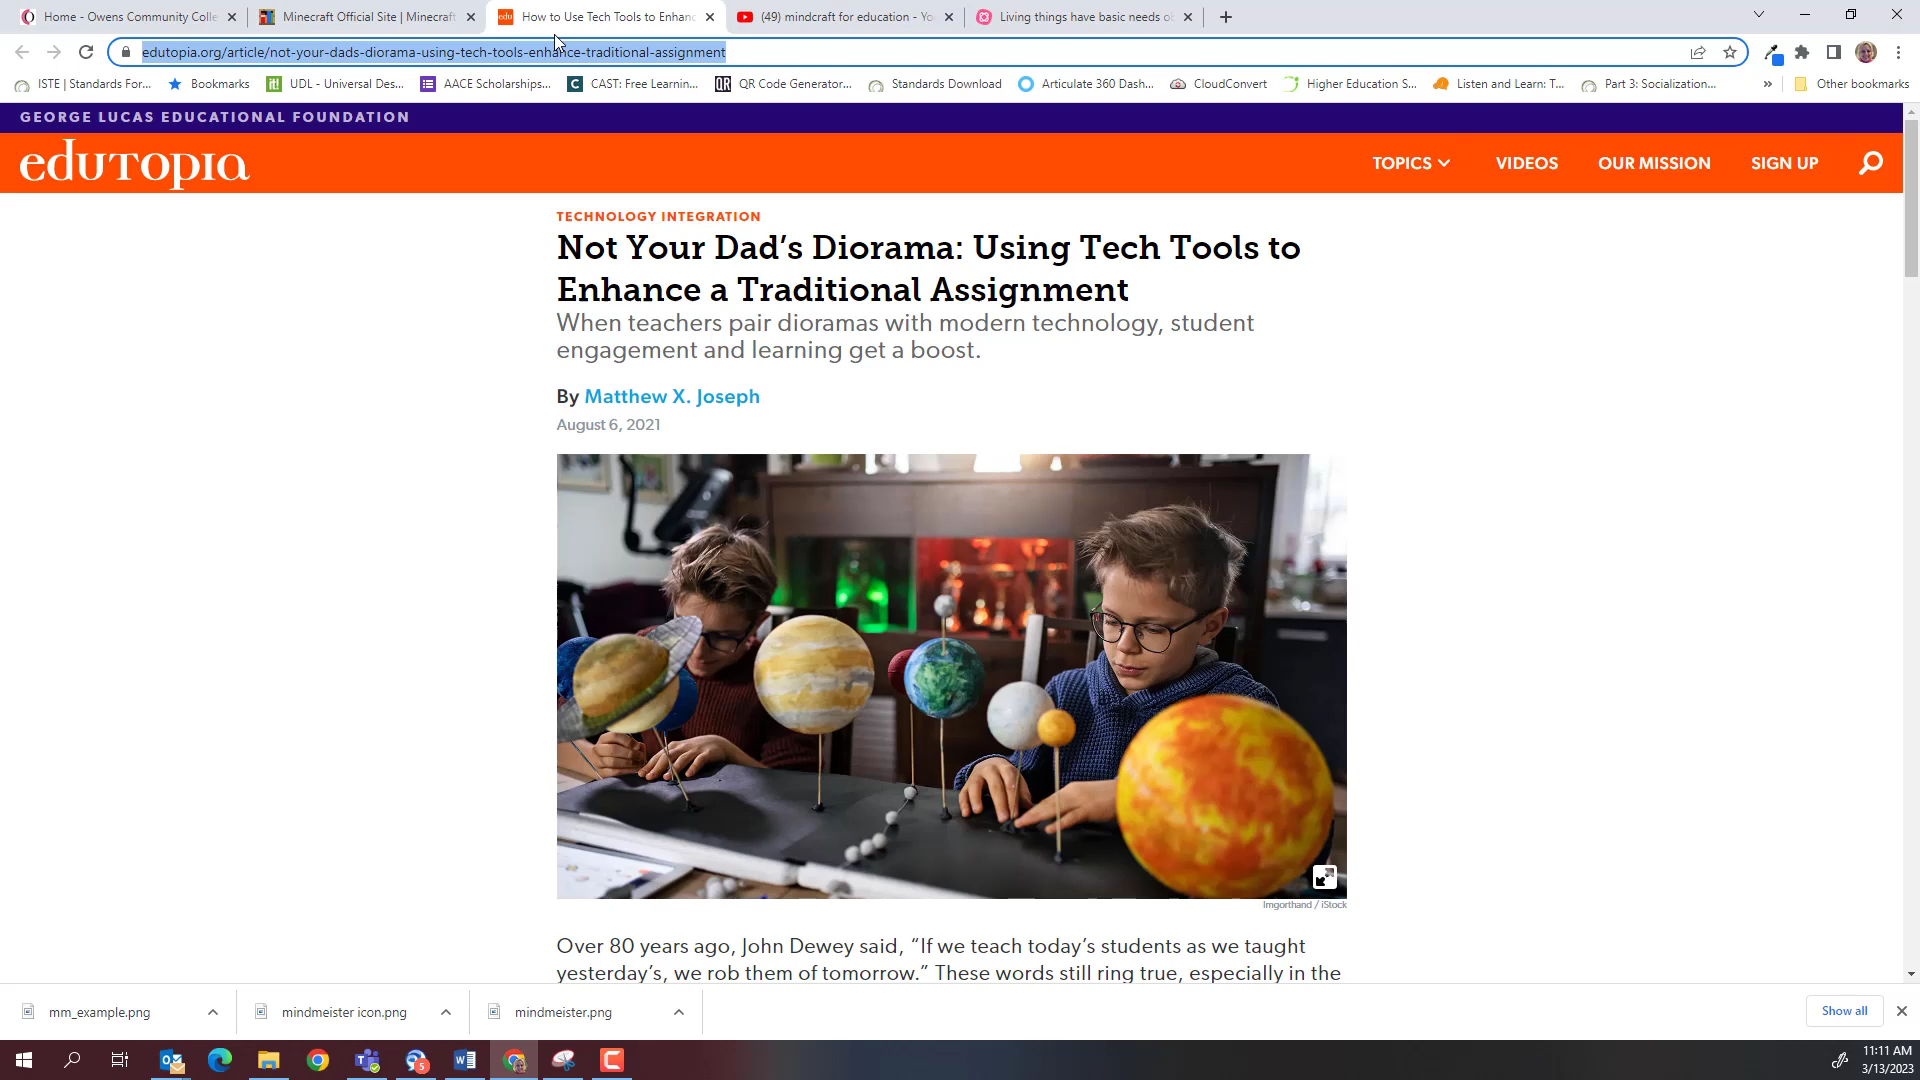 Home - Owens Community Colle
Minecraft Official Site | Minecraft
edu How to Use Tech Tools to Enhanc
(49) mindcraft for education - Yo
Living things have basic needs o
edutopia.org/article/not-your-dads-diorama-using-tech-tools-enhance-traditional-assignment
ISTE | Standards For...
Bookmarks
it! UDL - Universal Des...
AACE Scholarships...
C CAST: Free Learnin...
QR QR Code Generator...
Standards Download
Articulate 360 Dash...
CloudConvert
Higher Education S...
Listen and Learn: T...
Part 3: Socialization...
»
Other bookmarks
GEORGE LUCAS EDUCATIONAL FOUNDATION
edutopia
TOPICS
VIDEOS
OUR MISSION
SIGN UP
TECHNOLOGY INTEGRATION
Not Your Dad’s Diorama: Using Tech Tools to
Enhance a Traditional Assignment
When teachers pair dioramas with modern technology, student
engagement and learning get a boost.
By Matthew X. Joseph
August 6, 2021
Imgorthand / iStock
Over 80 years ago, John Dewey said, “If we teach today’s students as we taught
yesterday’s, we rob them of tomorrow.” These words still ring true, especially in the
mm_example.png
mindmeister icon.png
mindmeister.png
Show all
5
11:11 AM
3/13/2023